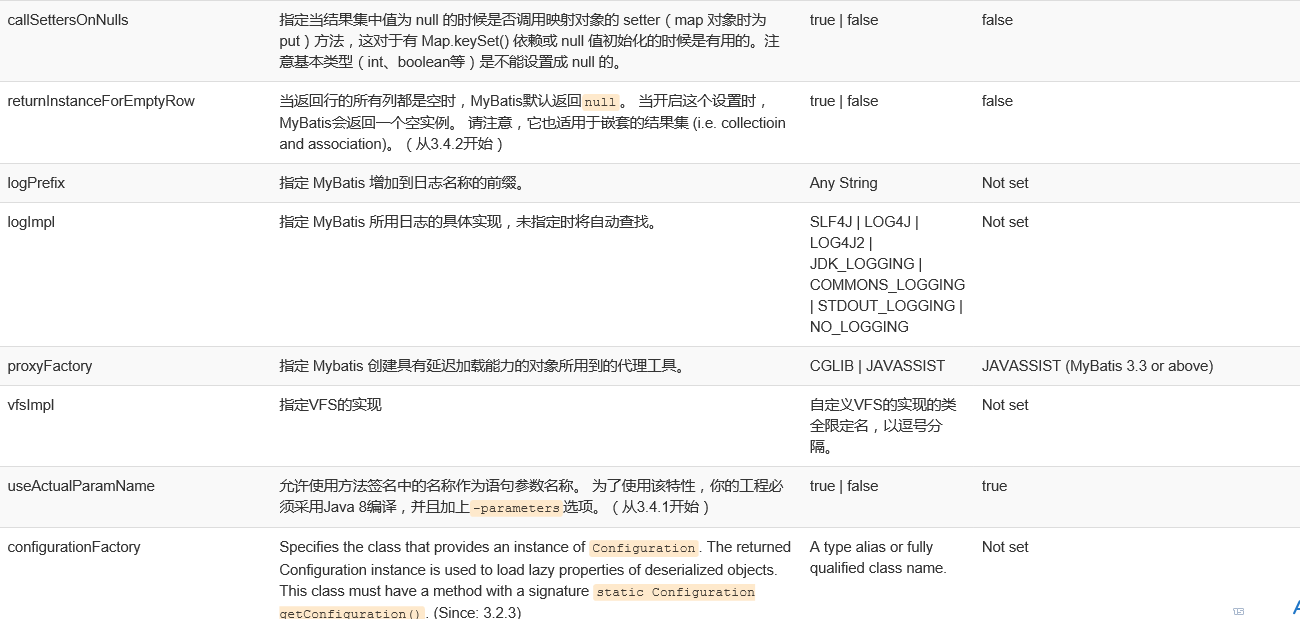 callSettersOnNulls
指定当结果集中值为 null 的时候是否调用映射对象的 setter（map 对象时为
put）方法，这对于有 Map.keySet() 依赖或 null 值初始化的时候是有用的。注
意基本类型（int、boolean等）是不能设置成 null 的。
true | false
false
returnInstanceForEmptyRow
当返回行的所有列都是空时，MyBatis默认返回null。 当开启这个设置时，
MyBatis会返回一个空实例。 请注意，它也适用于嵌套的结果集 (i.e. collectioin
and association)。（从3.4.2开始）
true | false
false
logPrefix
指定 MyBatis 增加到日志名称的前缀。
Any String
Not set
logImpl
指定 MyBatis 所用日志的具体实现，未指定时将自动查找。
SLF4J | LOG4J |
LOG4J2 |
JDK_LOGGING |
COMMONS_LOGGING
| STDOUT_LOGGING |
NO_LOGGING
Not set
proxyFactory
指定 Mybatis 创建具有延迟加载能力的对象所用到的代理工具。
CGLIB | JAVASSIST
JAVASSIST (MyBatis 3.3 or above)
vfsImpl
指定VFS的实现
自定义VFS的实现的类
全限定名，以逗号分
隔。
Not set
useActualParamName
允许使用方法签名中的名称作为语句参数名称。 为了使用该特性，你的工程必
须采用Java 8编译，并且加上-parameters选项。（从3.4.1开始）
true | false
true
configurationFactory
Specifies the class that provides an instance of Configuration. The returned
Configuration instance is used to load lazy properties of deserialized objects.
This class must have a method with a signature static Configuration
getConfiguration(). (Since: 3.2.3)
A type alias or fully
qualified class name.
Not set